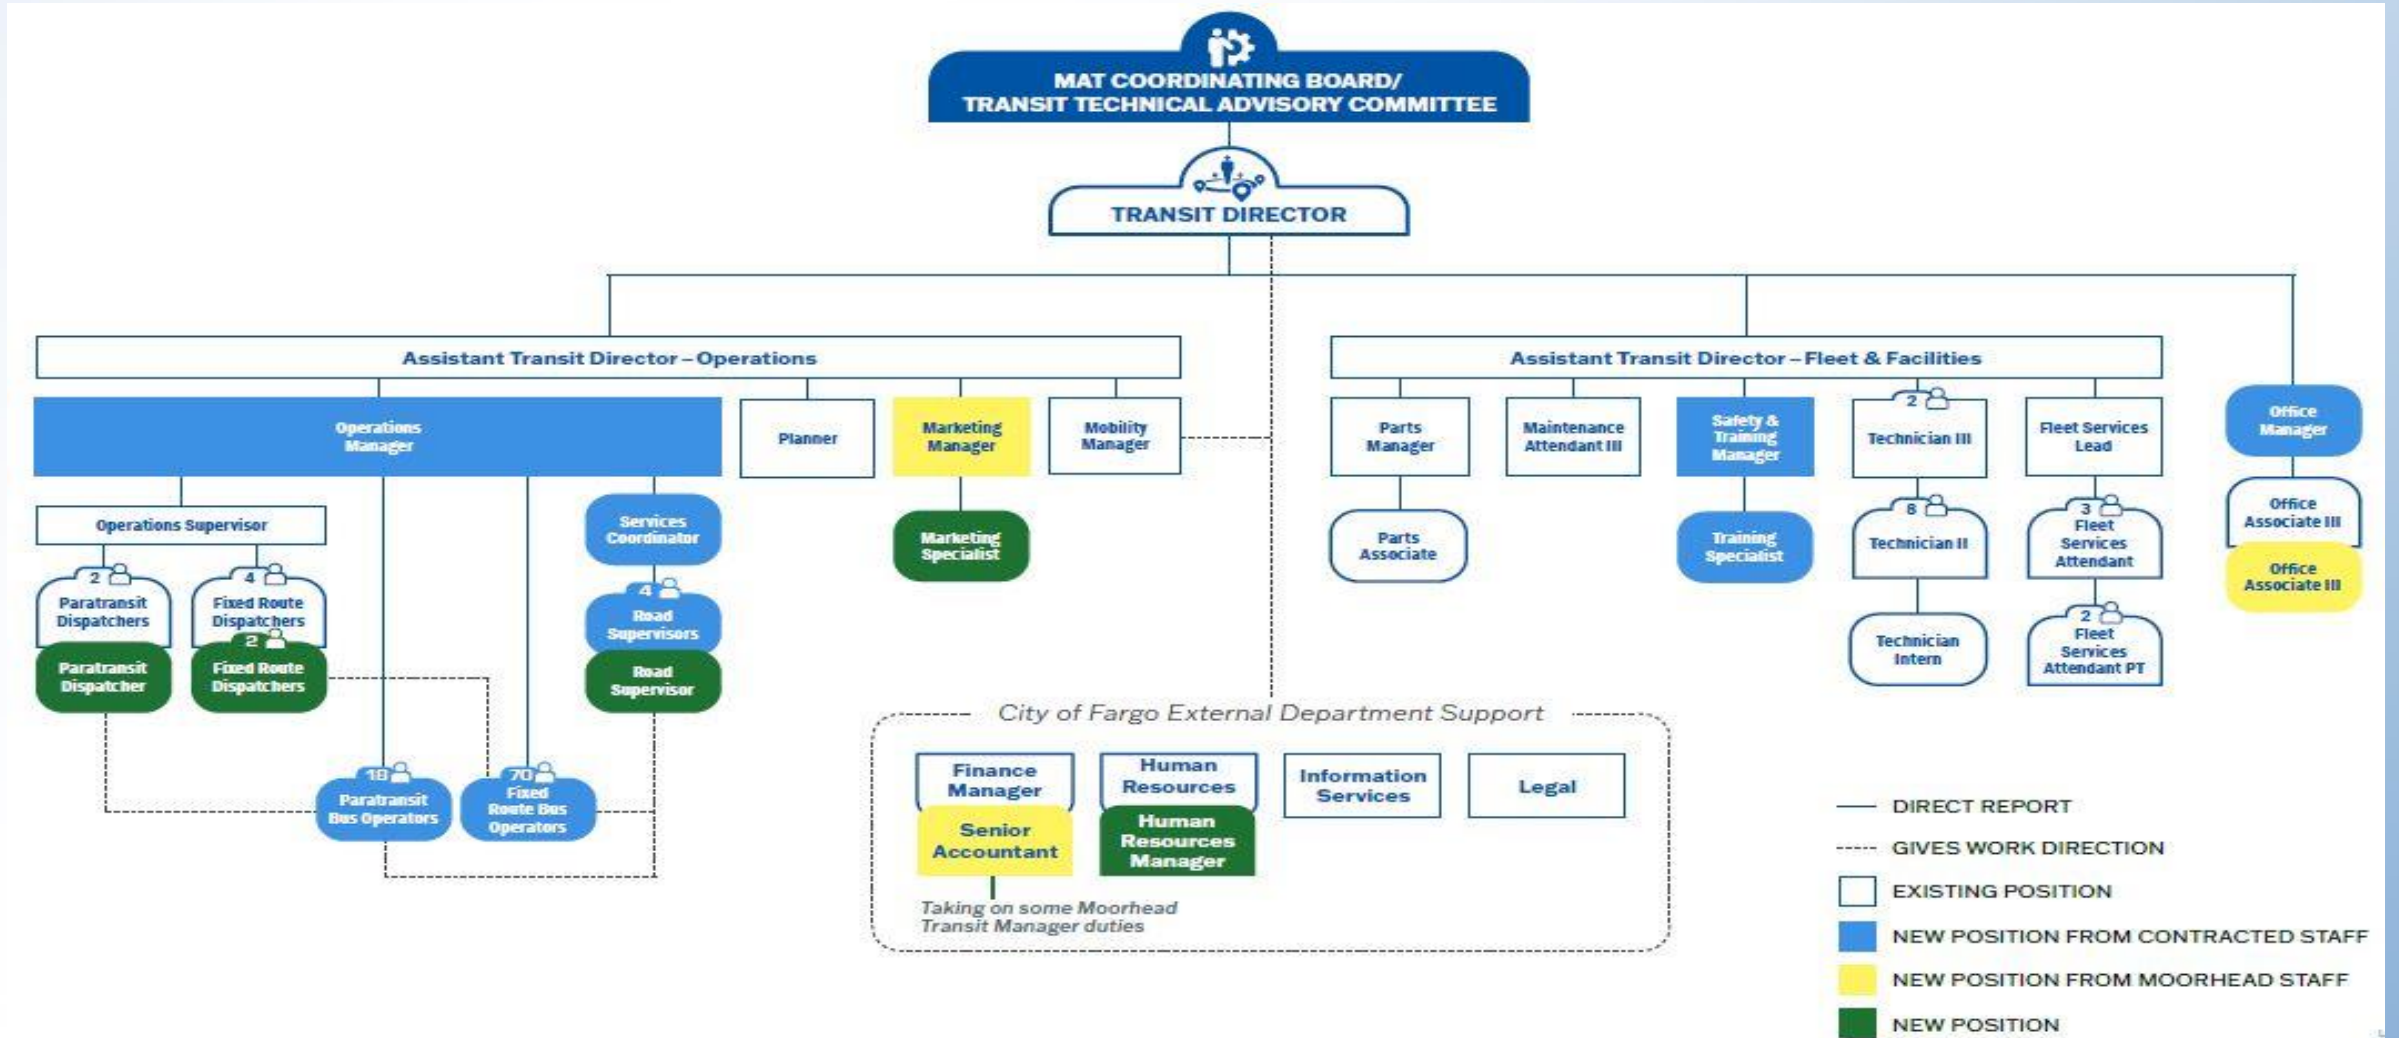 MAT COORDINATING BOARD/
TRANSIT TECHNICAL ADVISORY COMMITTEE
TRANSIT DIRECTOR
Assistant Transit Director – Operations
Assistant Transit Director – Fleet & Facilities
Operations
Manager
Planner
Marketing
Manager
Mobility
Manager
Parts
Manager
Maintenance
Attendant III
Safety &
Training
Manager
2
Technician III
Fleet Services
Lead
Office
Manager
Operations Supervisor
Services
Coordinator
Marketing
Specialist
Parts
Associate
Training
Specialist
8
Technician II
3
Fleet
Services
Attendant
Office
Associate III
Office
Associate III
2
Paratransit
Dispatchers
4
Fixed Route
Dispatchers
4
Road
Supervisors
Paratransit
Dispatcher
2
Fixed Route
Dispatchers
Road
Supervisor
Technician
Intern
2
Fleet
Services
Attendant PT
18
Paratransit
Bus Operators
70
Fixed
Route Bus
Operators
City of Fargo External Department Support
Finance
Manager
Human
Resources
Information
Services
Legal
Senior
Accountant
Human
Resources
Manager
Taking on some Moorhead
Transit Manager duties
DIRECT REPORT
GIVES WORK DIRECTION
EXISTING POSITION
NEW POSITION FROM CONTRACTED STAFF
NEW POSITION FROM MOORHEAD STAFF
NEW POSITION